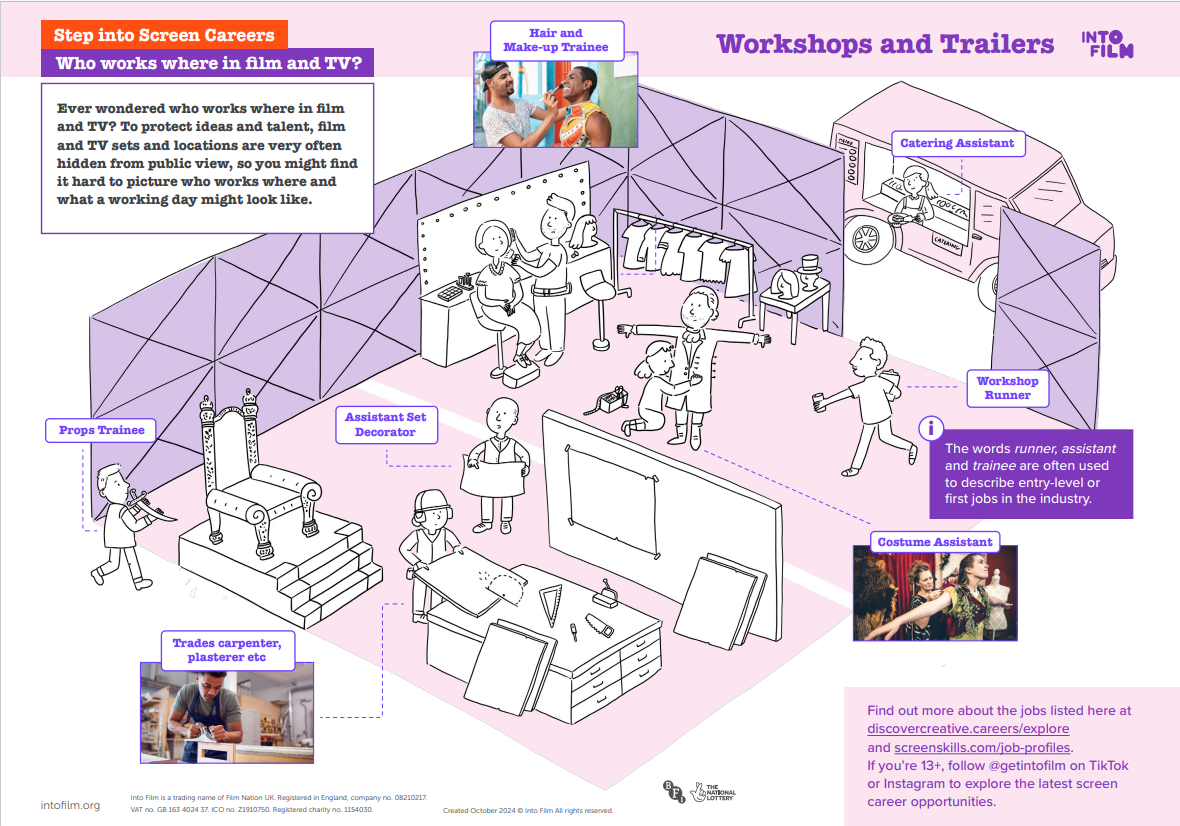 Step into Screen Careers
Who works where in film and TV?
Ever wondered who works where in film
and TV? To protect ideas and talent, film
and TV sets and locations are very often
hidden from public view, so you might find
it hard to picture who works where and
what a working day might look like.
Hair and
Make-up Trainee
Workshops and Trailers
INTO
FILM
Catering Assistant
MENU
CATERING
Workshop
Runner
i
The words runner, assistant
and trainee are often used
to describe entry-level or
first jobs in the industry.
Props Trainee
Assistant Set
Decorator
Costume Assistant
Trades carpenter,
plasterer etc
Find out more about the jobs listed here at
discovercreative.careers/explore
and screenskills.com/job-profiles.
If you're 13+, follow @getintofilm on TikTok
or Instagram to explore the latest screen
career opportunities.
intofilm.org
Into Film is a trading name of Film Nation UK. Registered in England, company no. 08210217.
VAT no. GB 163 4024 37. ICO no: Z1910750. Registered charity no. 1154030.
Created October 2024 © Into Film All rights reserved.
BFI
THE
NATIONAL
LOTTERY